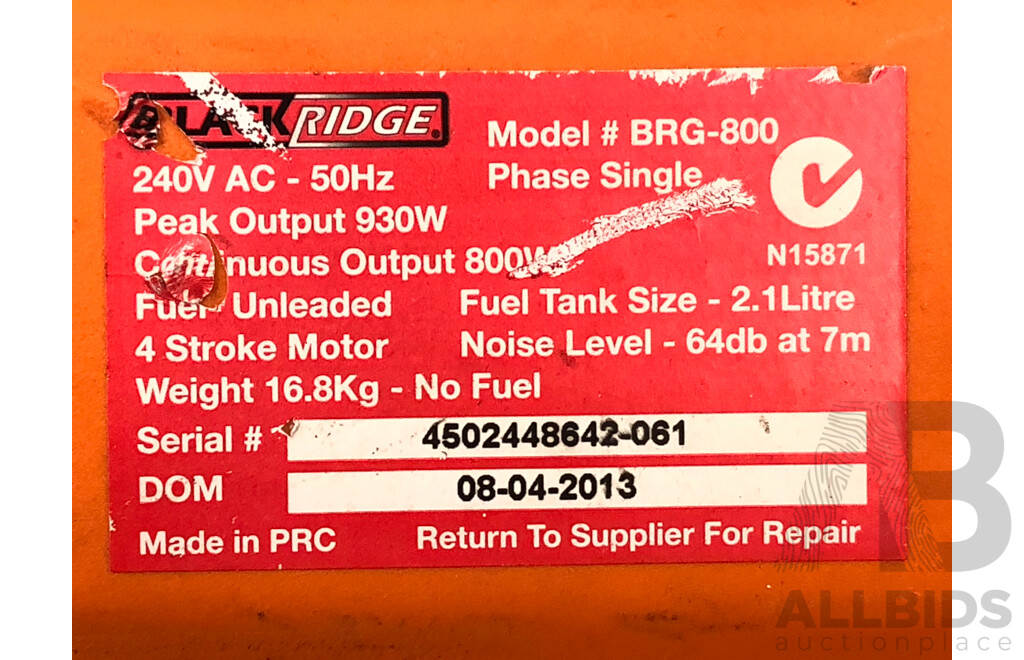 BLACKRIDGE®
Model # BRG-800
240V AC - 50Hz
Phase Single
Peak Output 930W
Continuous Output 800W
N15871
Fuel- Unleaded
Fuel Tank Size - 2.1Litre
4 Stroke Motor
Noise Level - 64db at 7m
Weight 16.8Kg - No Fuel
Serial # 4502448642-061
DOM 08-04-2013
Made in PRC
Return To Supplier For Repair
AB
ALLBIDS
auctionplace